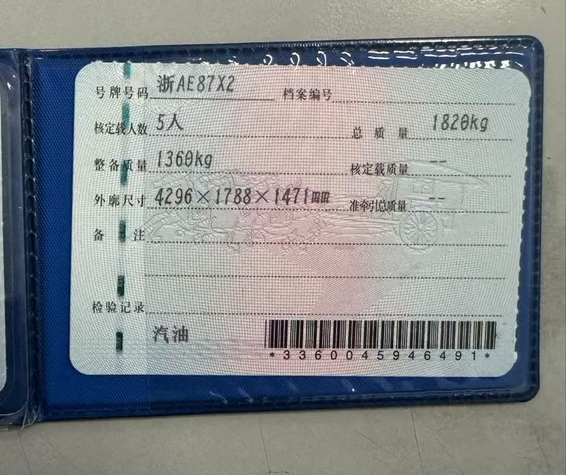 号牌号码 浙AE87X2 档案编号
核定载人数 5人 总质量 1820kg
整备质量 1360kg 核定载质量 --
外廓尺寸 4296×1788×1471mm 准牵引总质量 --
备注
检验记录
汽油
*3360045946491*